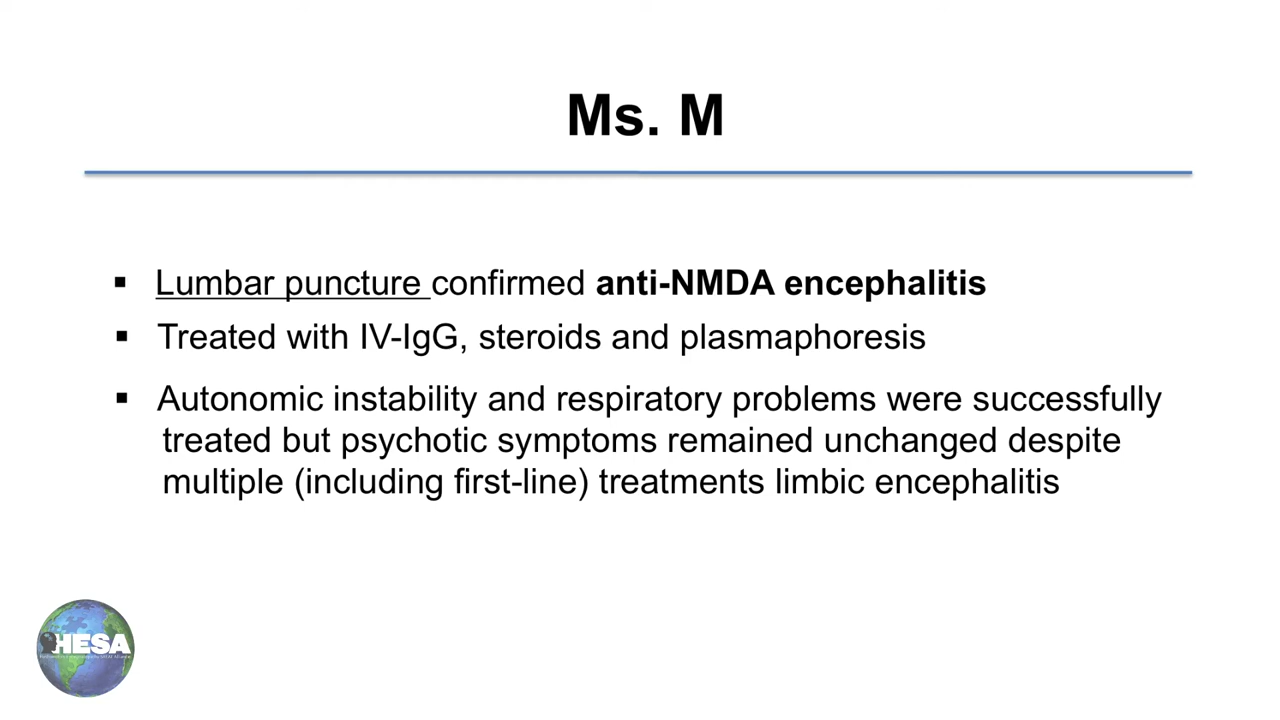 Ms. M
▪ Lumbar puncture confirmed anti-NMDA encephalitis
▪ Treated with IV-IgG, steroids and plasmaphoresis
▪ Autonomic instability and respiratory problems were successfully
treated but psychotic symptoms remained unchanged despite
multiple (including first-line) treatments limbic encephalitis
HESA